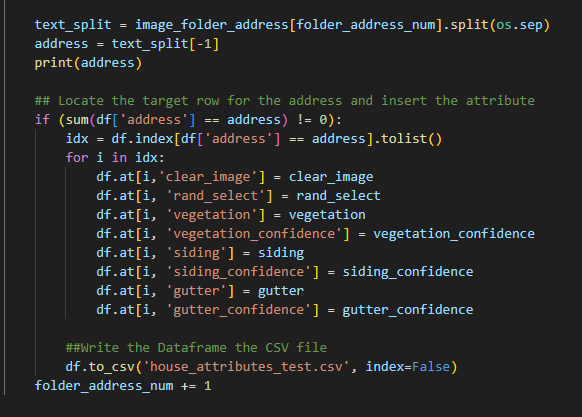 text_split = image_folder_address[folder_address_num].split(os.sep)
address = text_split[-1]
print(address)
## Locate the target row for the address and insert the attribute
if (sum(df['address'] == address) != 0):
    idx = df.index[df['address'] == address].tolist()
    for i in idx:
        df.at[i,'clear_image'] = clear_image
        df.at[i, 'rand_select'] = rand_select
        df.at[i, 'vegetation'] = vegetation
        df.at[i, 'vegetation_confidence'] = vegetation_confidence
        df.at[i, 'siding'] = siding
        df.at[i, 'siding_confidence'] = siding_confidence
        df.at[i, 'gutter'] = gutter
        df.at[i, 'gutter_confidence'] = gutter_confidence
    ##Write the Dataframe the CSV file
    df.to_csv('house_attributes_test.csv', index=False)
folder_address_num += 1